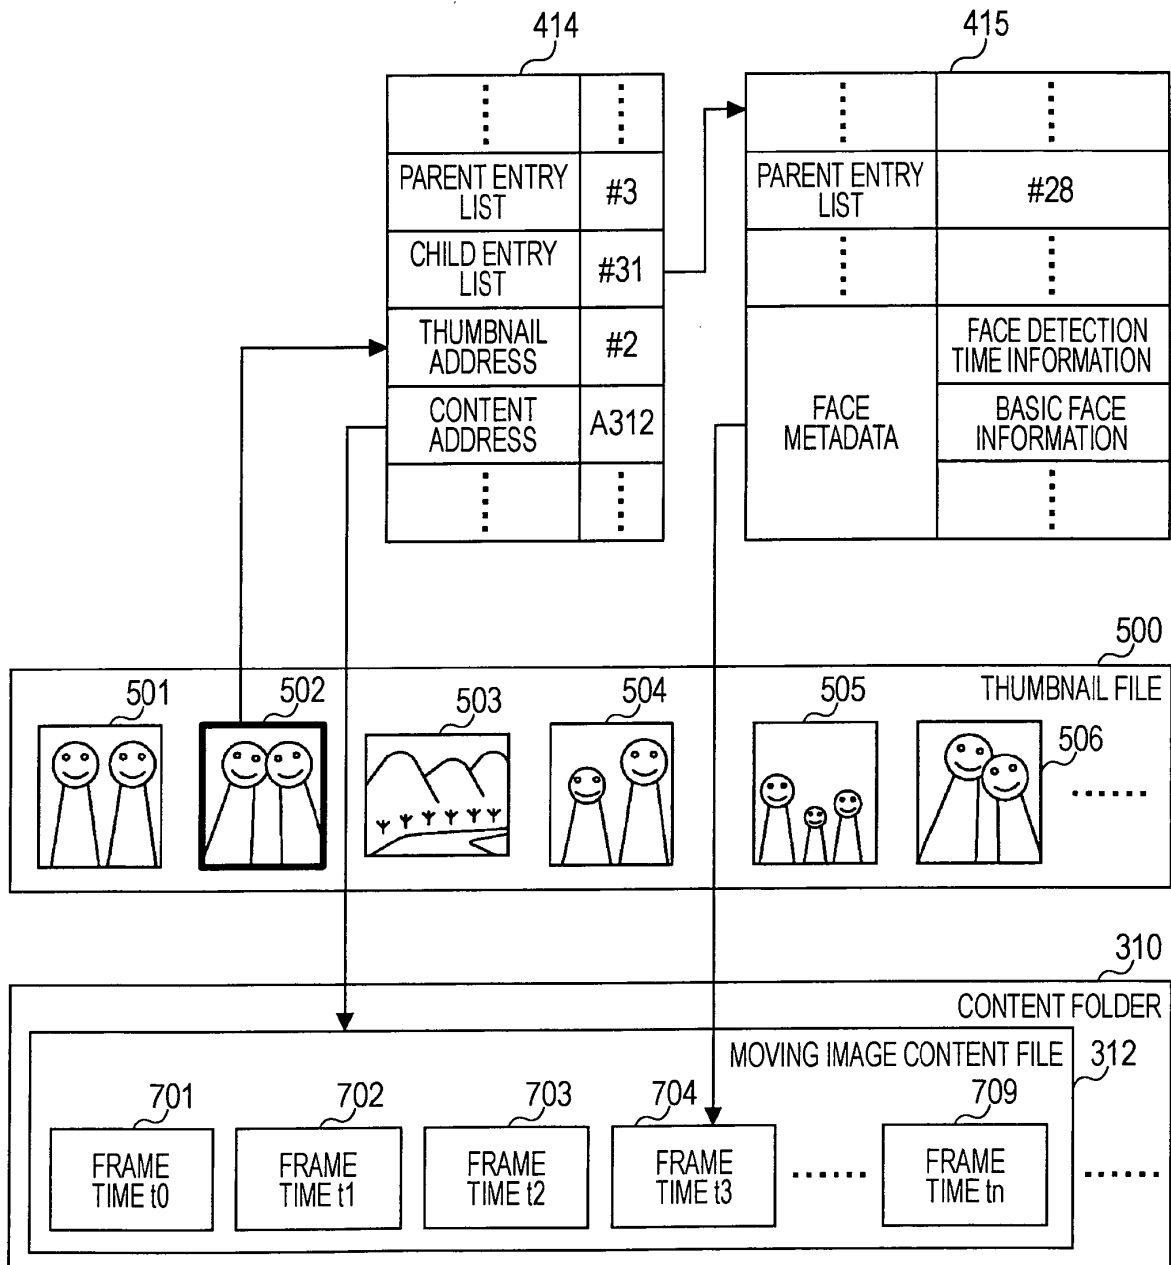 414
415
PARENT ENTRY
LIST
#3
CHILD ENTRY
LIST
#31
THUMBNAIL
ADDRESS
#2
CONTENT
ADDRESS
A312
PARENT ENTRY
LIST
#28
FACE
METADATA
FACE DETECTION
TIME INFORMATION
BASIC FACE
INFORMATION
500
THUMBNAIL FILE
501
502
503
504
505
506
310
CONTENT FOLDER
MOVING IMAGE CONTENT FILE
312
701
702
703
704
709
FRAME
TIME t0
FRAME
TIME t1
FRAME
TIME t2
FRAME
TIME t3
FRAME
TIME tn